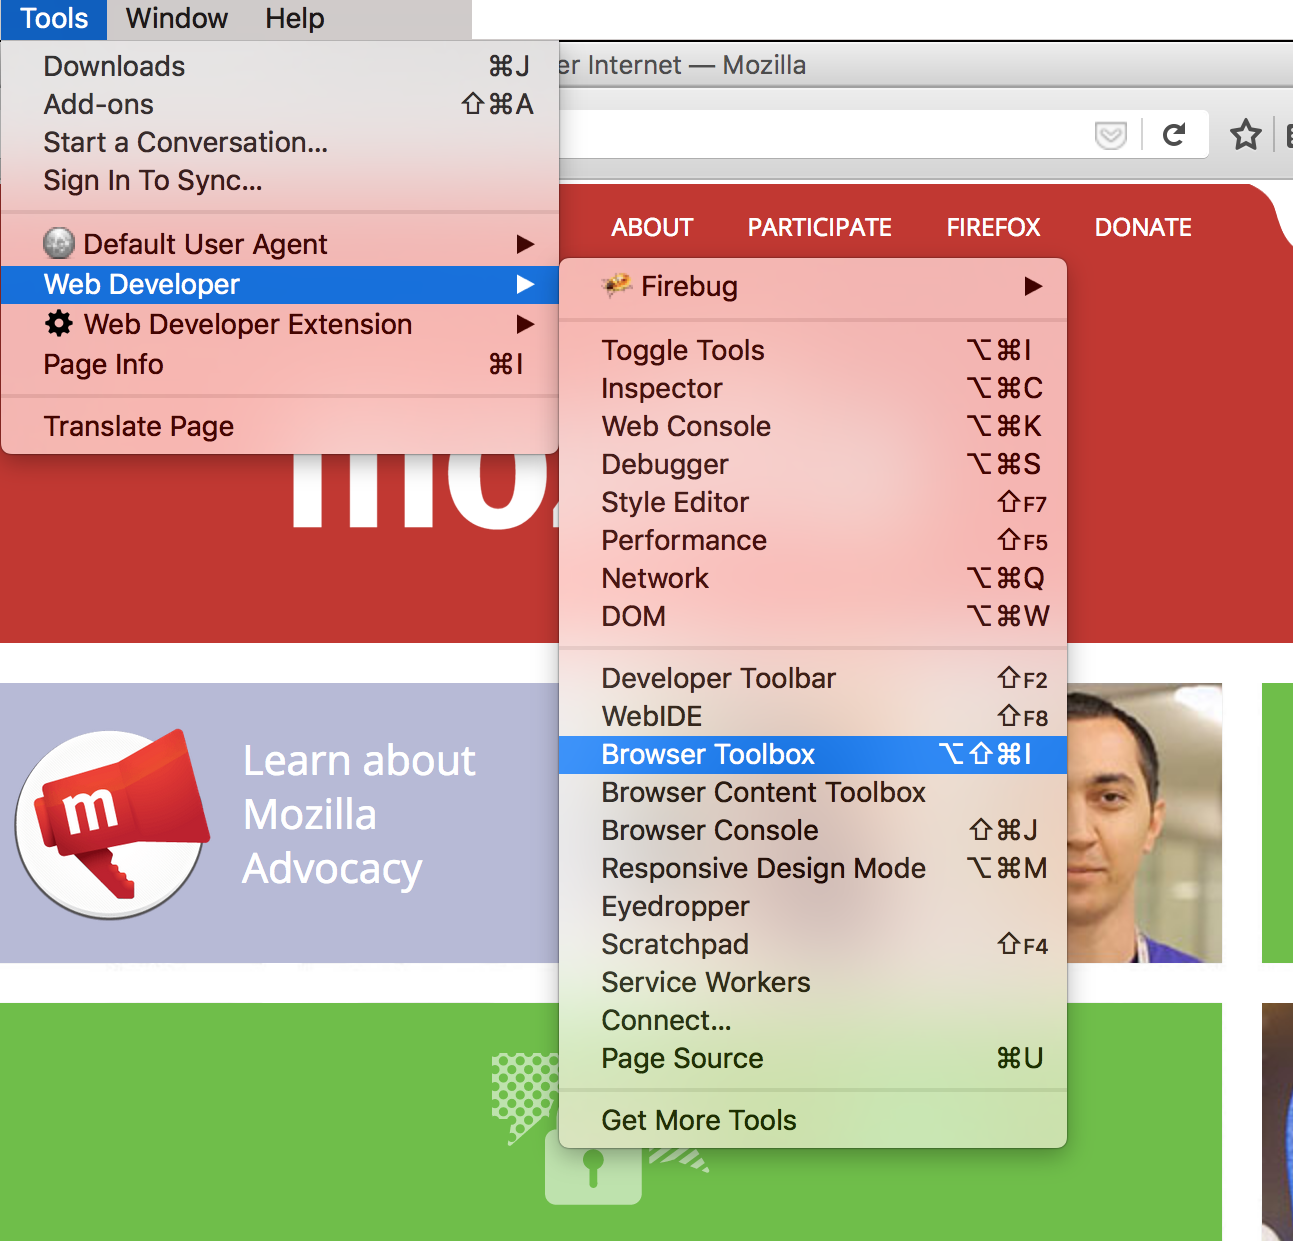 Tools Window Help
er Internet — Mozilla
Downloads ⌘J
Add-ons ⇧⌘A
Start a Conversation...
Sign In To Sync...
Default User Agent
Web Developer
Web Developer Extension
Page Info ⌘I
Translate Page
ABOUT PARTICIPATE FIREFOX DONATE
Firebug
Toggle Tools ⌥⌘I
Inspector ⌥⌘C
Web Console ⌥⌘K
Debugger ⌥⌘S
Style Editor ⇧F7
Performance ⇧F5
Network ⌥⌘Q
DOM ⌥⌘W
Developer Toolbar ⇧F2
WebIDE ⇧F8
Browser Toolbox ⌥⇧⌘I
Browser Content Toolbox
Browser Console ⇧⌘J
Responsive Design Mode ⌥⌘M
Eyedropper
Scratchpad ⇧F4
Service Workers
Connect...
Page Source ⌘U
Get More Tools
moz
m
Learn about
Mozilla
Advocacy